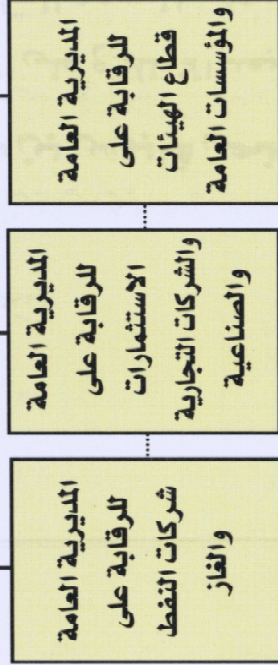 المديرية العامة
للرقابة على
قطاع الهيئات
والمؤسسات العامة
المديرية العامة
للرقابة على
الاستثمارات
والشركات التجارية
والصناعية
المديرية العامة
للرقابة على
شركات النفط
والغاز